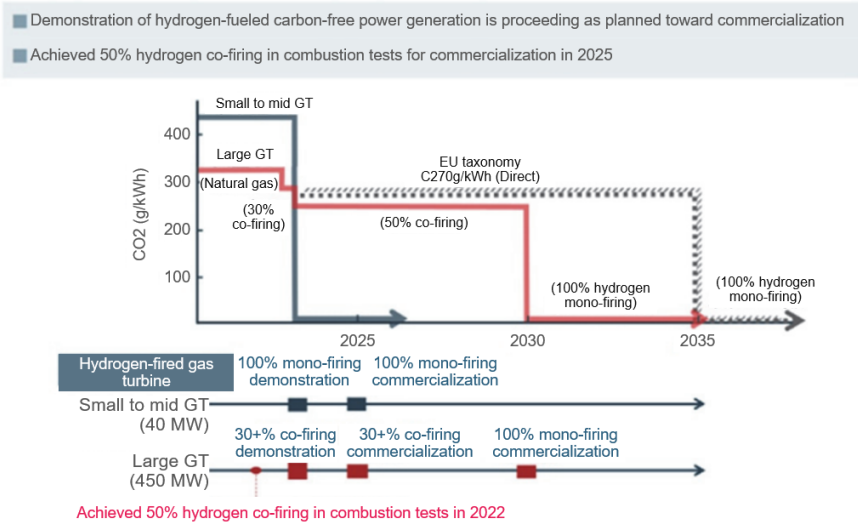 Demonstration of hydrogen-fueled carbon-free power generation is proceeding as planned toward commercialization
Achieved 50% hydrogen co-firing in combustion tests for commercialization in 2025
Small to mid GT
400
Large GT
EU taxonomy
C270g/kWh (Direct)
300
(Natural gas)
CO2 (g/kWh)
(30%
co-firing)
200
(50% co-firing)
100
(100% hydrogen
mono-firing)
(100% hydrogen
mono-firing)
2025
2030
2035
Hydrogen-fired gas
turbine
100% mono-firing
demonstration
100% mono-firing
commercialization
Small to mid GT
(40 MW)
30+% co-firing
demonstration
30+% co-firing
commercialization
100% mono-firing
commercialization
Large GT
(450 MW)
Achieved 50% hydrogen co-firing in combustion tests in 2022